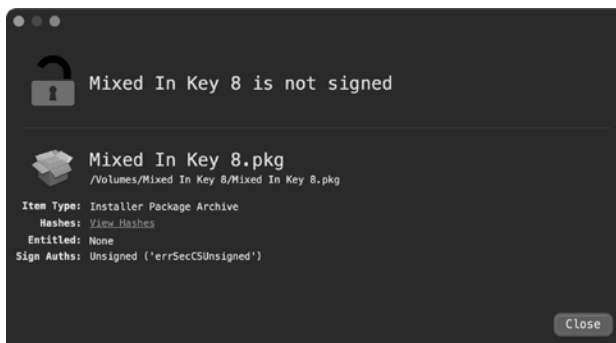 Mixed In Key 8 is not signed
Mixed In Key 8.pkg
/Volumes/Mixed In Key 8/Mixed In Key 8.pkg
Item Type: Installer Package Archive
Hashes: View Hashes
Entitled: None
Sign Auths: Unsigned ('errSecCSUnsigned')
Close